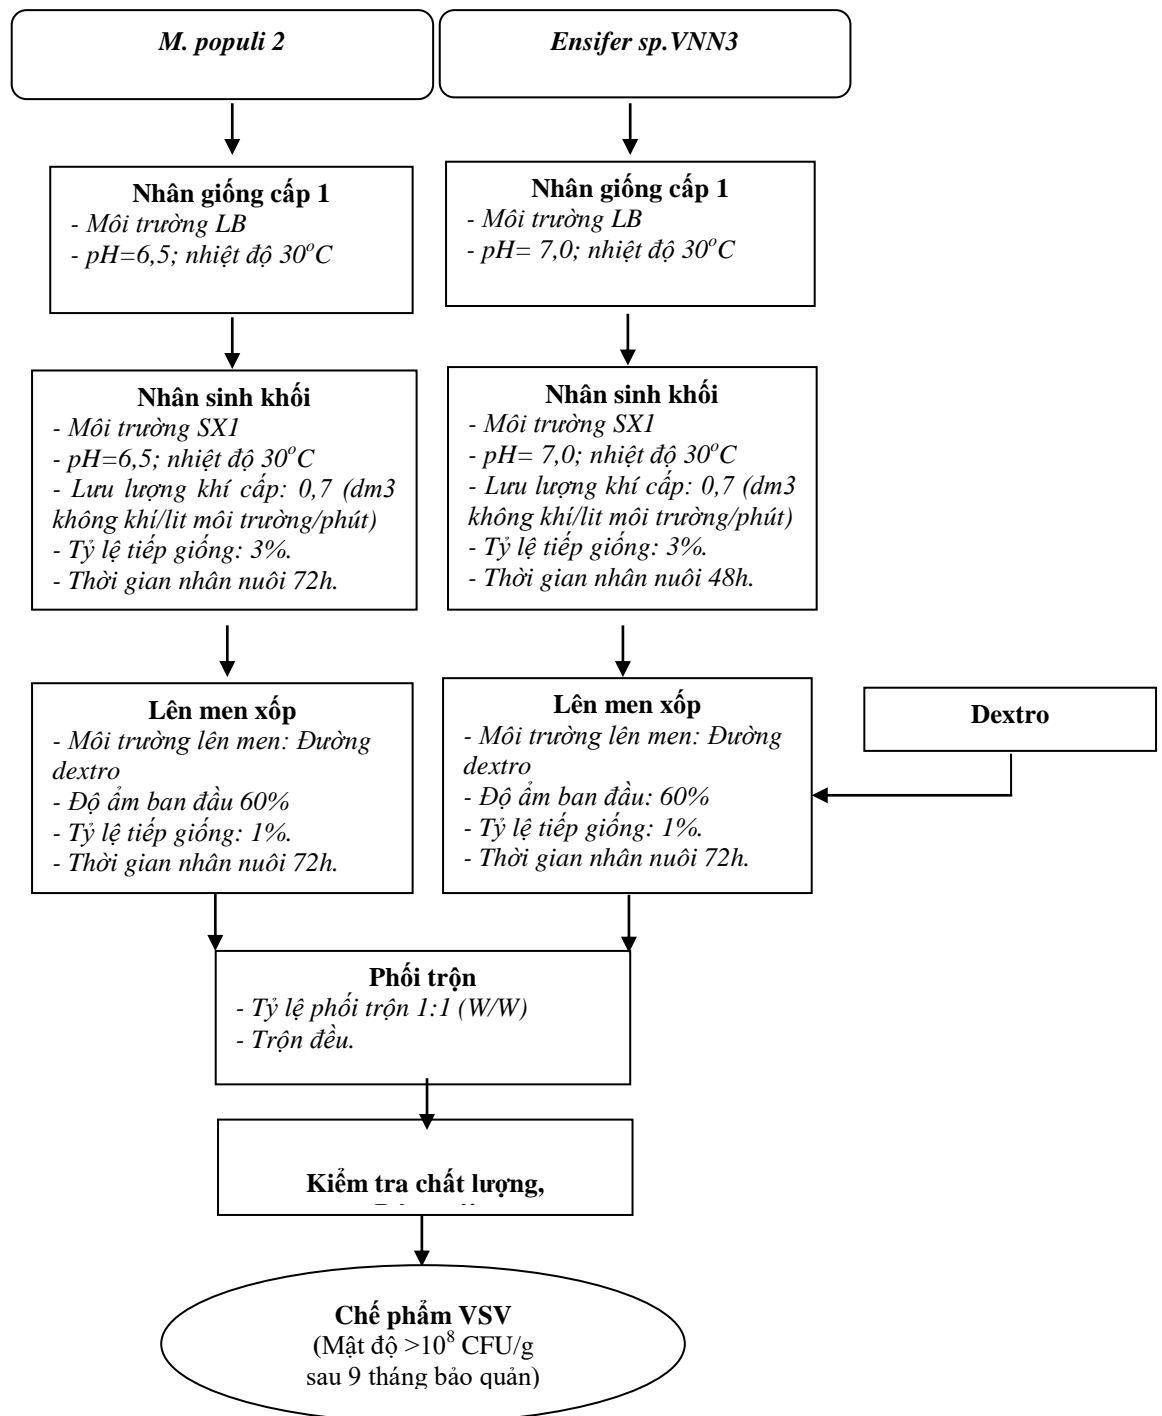 M. populi 2
Ensifer sp.VNN3
Nhân giống cấp 1
- Môi trường LB
- pH=6,5; nhiệt độ 30°C
Nhân giống cấp 1
- Môi trường LB
- pH= 7,0; nhiệt độ 30°C
Nhân sinh khối
- Môi trường SX1
- pH=6,5; nhiệt độ 30°C
- Lưu lượng khí cấp: 0,7 (dm3
không khí/lit môi trường/phút)
- Tỷ lệ tiếp giống: 3%.
- Thời gian nhân nuôi 72h.
Nhân sinh khối
- Môi trường SX1
- pH= 7,0; nhiệt độ 30°C
- Lưu lượng khí cấp: 0,7 (dm3
không khí/lit môi trường/phút)
- Tỷ lệ tiếp giống: 3%.
- Thời gian nhân nuôi 48h.
Lên men xốp
- Môi trường lên men: Đường
dextro
- Độ ẩm ban đầu 60%
- Tỷ lệ tiếp giống: 1%.
- Thời gian nhân nuôi 72h.
Lên men xốp
- Môi trường lên men: Đường
dextro
- Độ ẩm ban đầu: 60%
- Tỷ lệ tiếp giống: 1%.
- Thời gian nhân nuôi 72h.
Dextro
Phối trộn
- Tỷ lệ phối trộn 1:1 (W/W)
- Trộn đều.
Kiểm tra chất lượng,
Chế phẩm VSV
(Mật độ >10⁸ CFU/g
sau 9 tháng bảo quản)